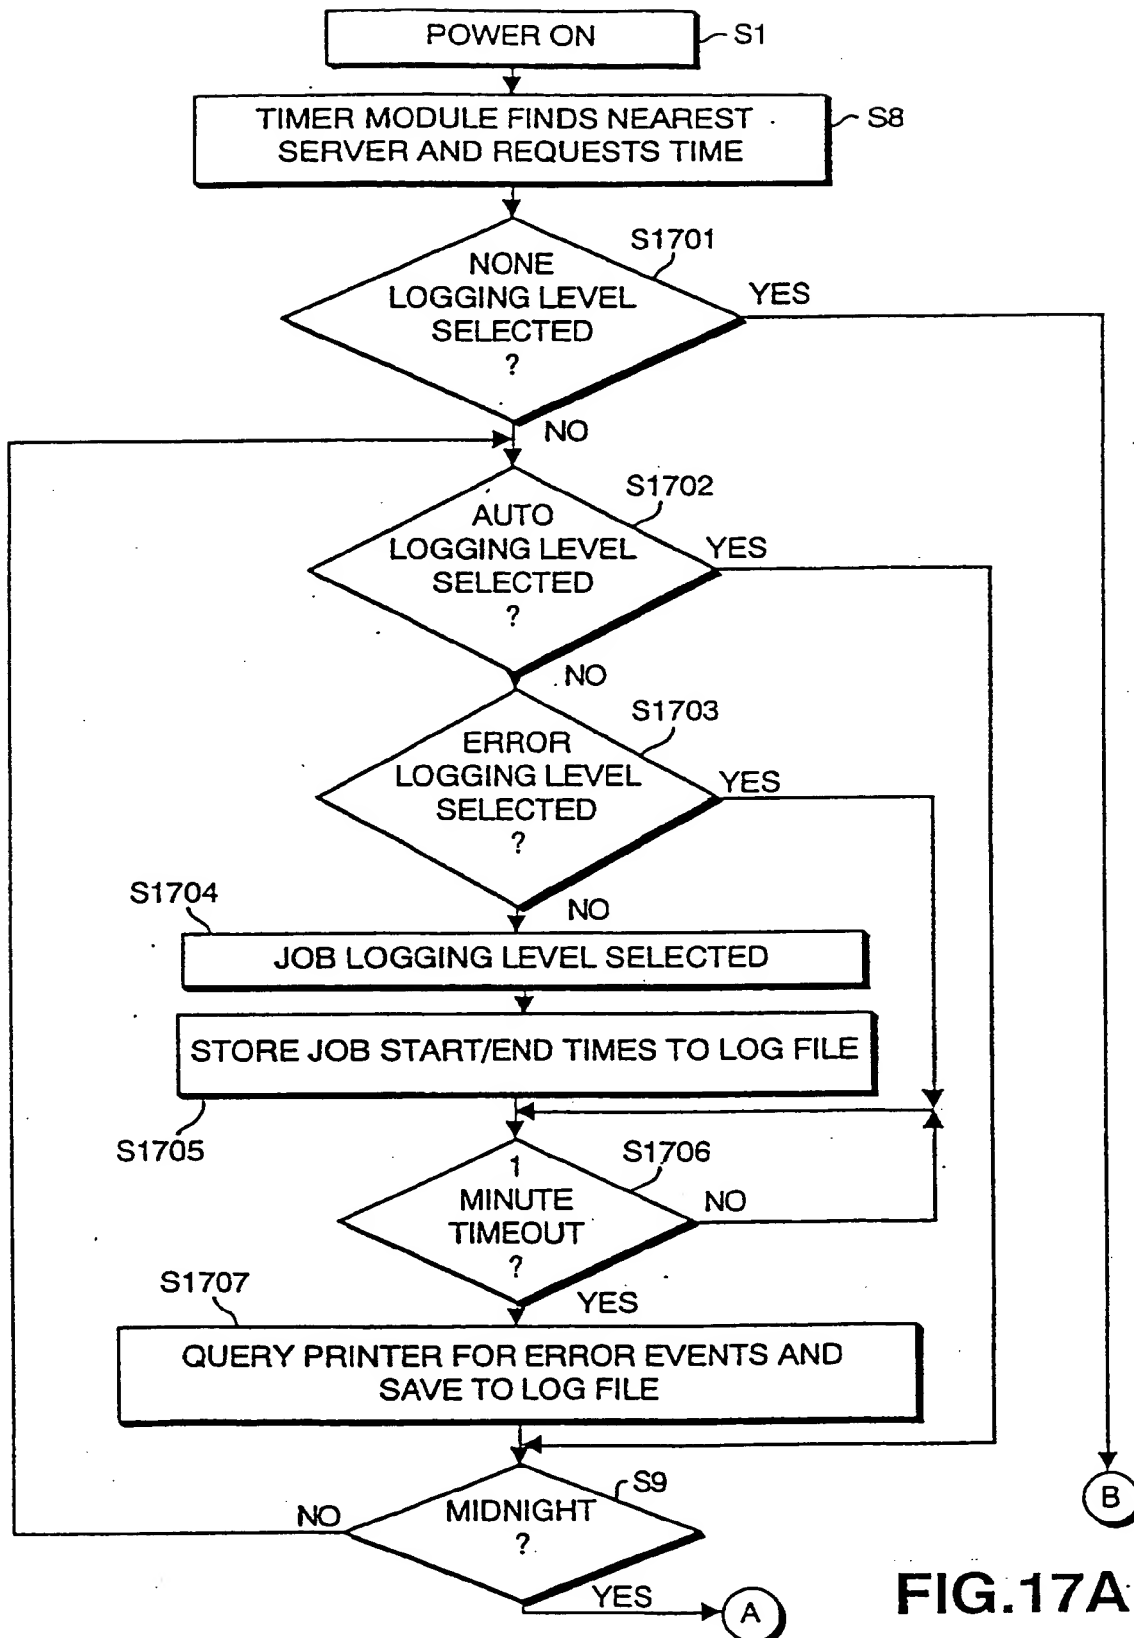 POWER ON
S1
TIMER MODULE FINDS NEAREST
SERVER AND REQUESTS TIME
S8
S1701
NONE
LOGGING LEVEL
SELECTED
?
YES
NO
S1702
AUTO
LOGGING LEVEL
SELECTED
?
YES
NO
S1703
ERROR
LOGGING LEVEL
SELECTED
?
YES
NO
S1704
JOB LOGGING LEVEL SELECTED
STORE JOB START/END TIMES TO LOG FILE
S1705
S1706
1
MINUTE
TIMEOUT
?
NO
YES
S1707
QUERY PRINTER FOR ERROR EVENTS AND
SAVE TO LOG FILE
S9
MIDNIGHT
?
NO
YES
A
B
FIG.17A